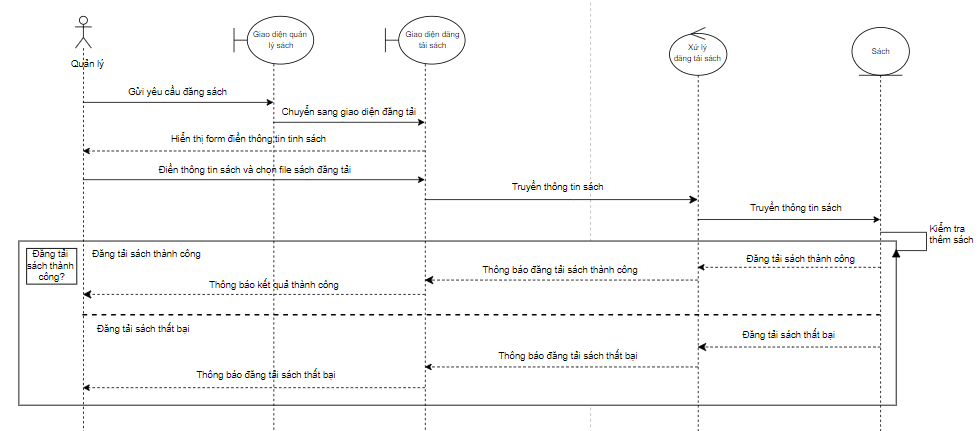 Giao diện quản
lý sách
Giao diện đăng
tải sách
Xử lý
đăng tải sách
Sách
Quản lý
Gửi yêu cầu đăng sách
Chuyển sang giao diện đăng tải
Hiển thị form điền thông tin tinh sách
Điền thông tin sách và chọn file sách đăng tải
Truyền thông tin sách
Truyền thông tin sách
Kiểm tra
thêm sách
Đăng tải
sách thành
công?
Đăng tải sách thành công
Đăng tải sách thành công
Thông báo đăng tải sách thành công
Thông báo kết quả thành công
Đăng tải sách thất bại
Đăng tải sách thất bại
Thông báo đăng tải sách thất bại
Thông báo đăng tải sách thất bại